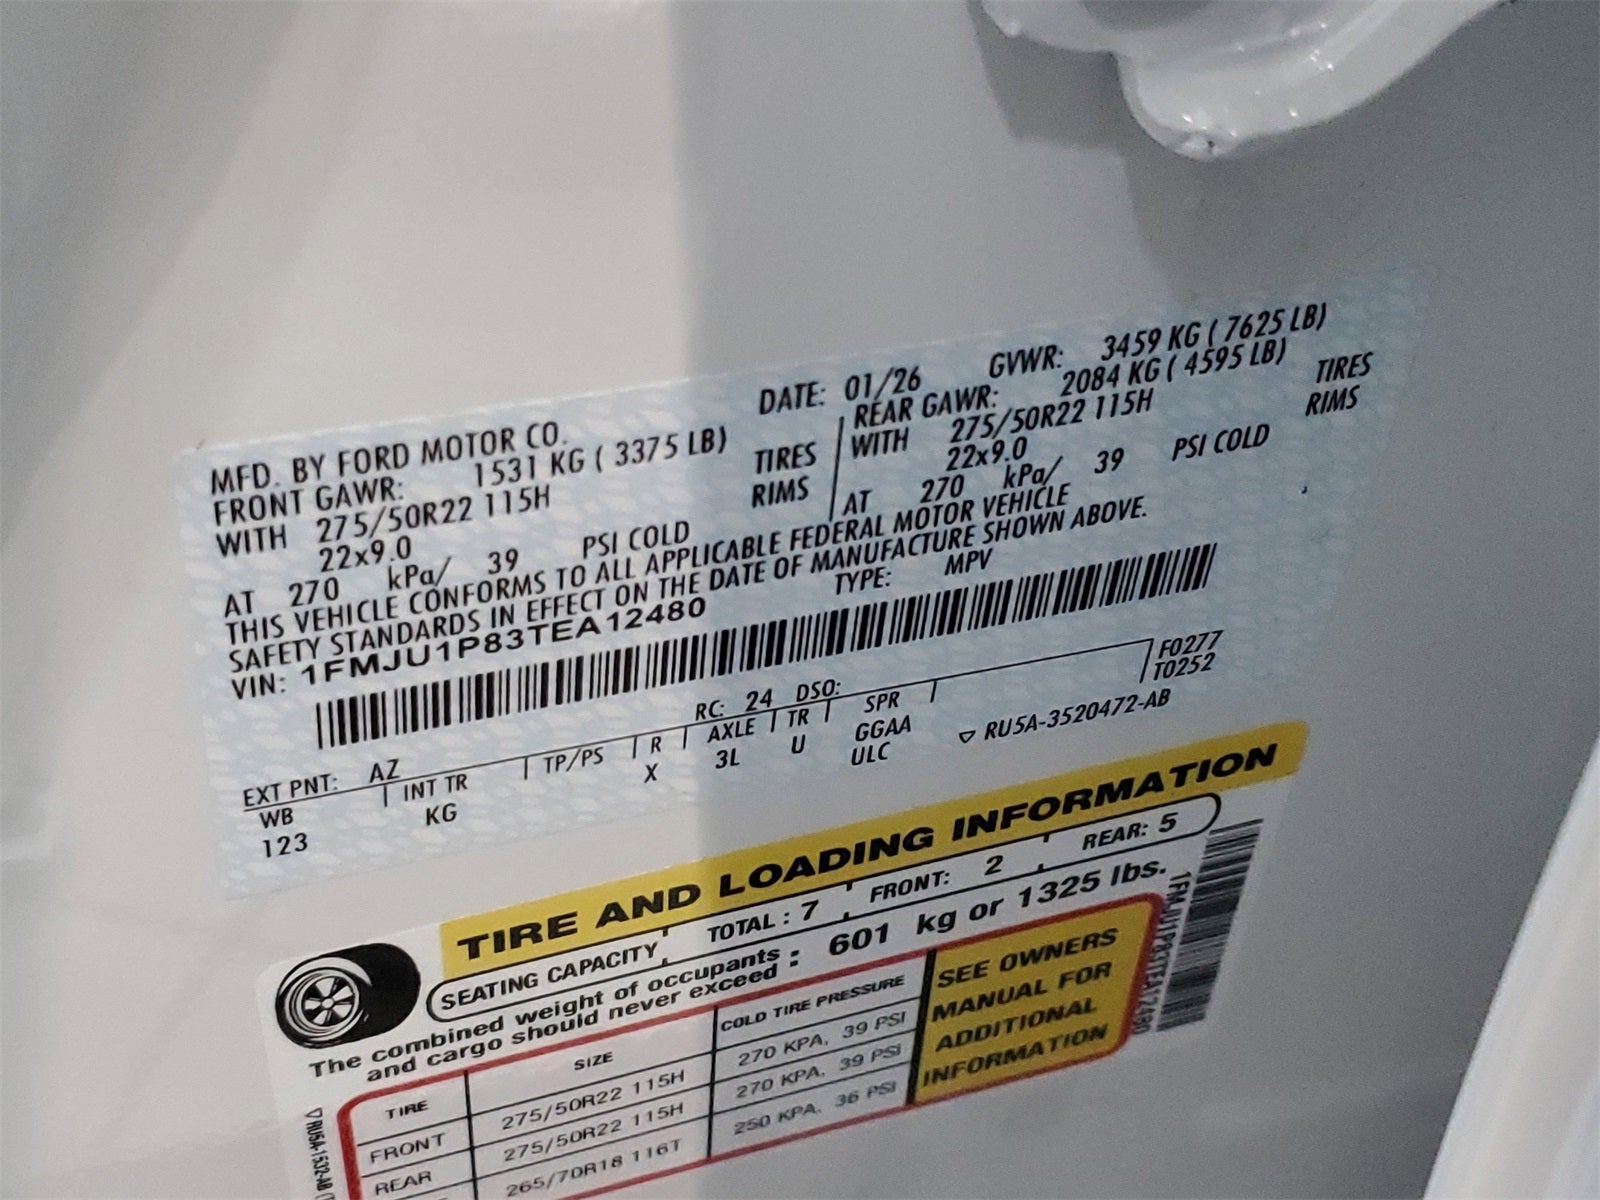 DATE: 01/26 GVWR: 3459 KG ( 7625 LB)
MFD. BY FORD MOTOR CO.
FRONT GAWR: 1531 KG ( 3375 LB)
WITH 275/50R22 115H TIRES
22x9.0 RIMS
AT 270 kPa/ 39 PSI COLD
REAR GAWR: 2084 KG ( 4595 LB)
WITH 275/50R22 115H TIRES
22x9.0 RIMS
AT 270 kPa/ 39 PSI COLD
THIS VEHICLE CONFORMS TO ALL APPLICABLE FEDERAL MOTOR VEHICLE
SAFETY STANDARDS IN EFFECT ON THE DATE OF MANUFACTURE SHOWN ABOVE.
VIN: 1FMJU1P83TEA12480 TYPE: MPV
F0277
T0252
EXT PNT: AZ RC: 24 DSO:
WB INT TR TP/PS R AXLE TR SPR
123 KG X 3L U GGAA
ULC
RU5A-3520472-AB
TIRE AND LOADING INFORMATION
SEATING CAPACITY TOTAL : 7 FRONT: 2 REAR: 5
The combined weight of occupants
and cargo should never exceed : 601 kg or 1325 lbs.
TIRE SIZE COLD TIRE PRESSURE
FRONT 275/50R22 115H 270 KPA, 39 PSI
REAR 275/50R22 115H 270 KPA, 39 PSI
265/70R18 116T 250 KPA, 36 PSI
SEE OWNERS
MANUAL FOR
ADDITIONAL
INFORMATION
1FMJU1P83TEA12480
RU5A-1532-AB